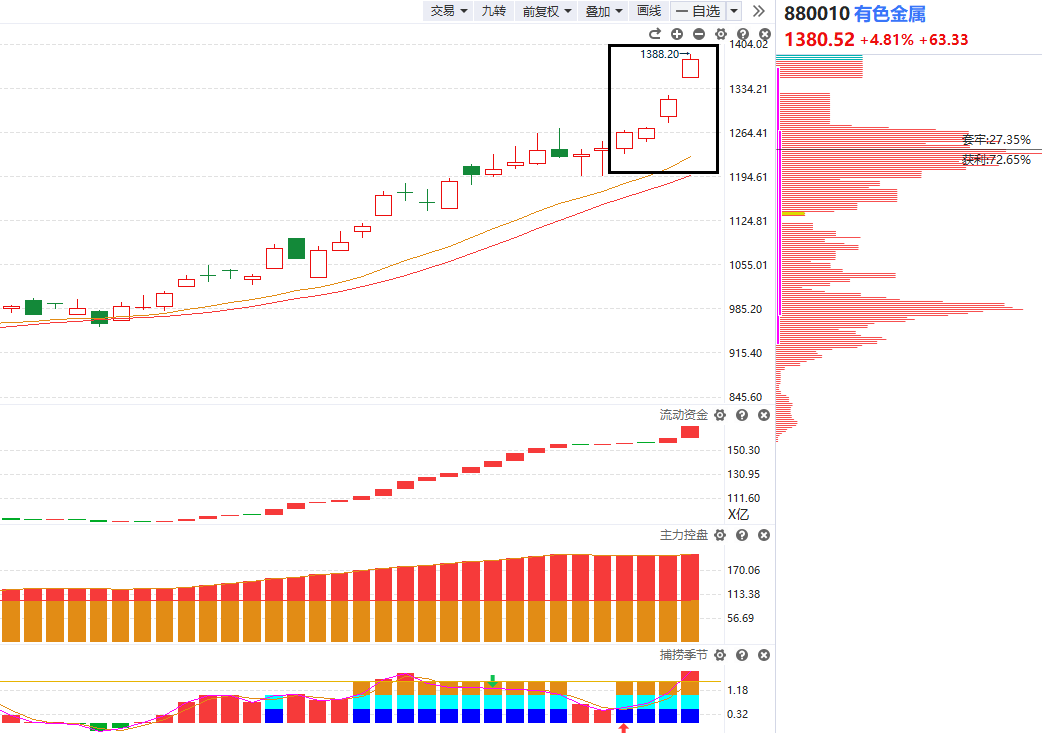 交易 九转 前复权 叠加 画线 一 自选
880010 有色金属
1380.52 +4.81% +63.33
1404.02
1388.20→
1334.21
1264.41
1194.61
1124.81
1055.01
985.20
915.40
845.60
套牢:27.35%
获利:72.65%
流动资金
150.30
130.95
111.60
X亿
主力控盘
170.06
113.38
56.69
捕捞季节
1.18
0.32